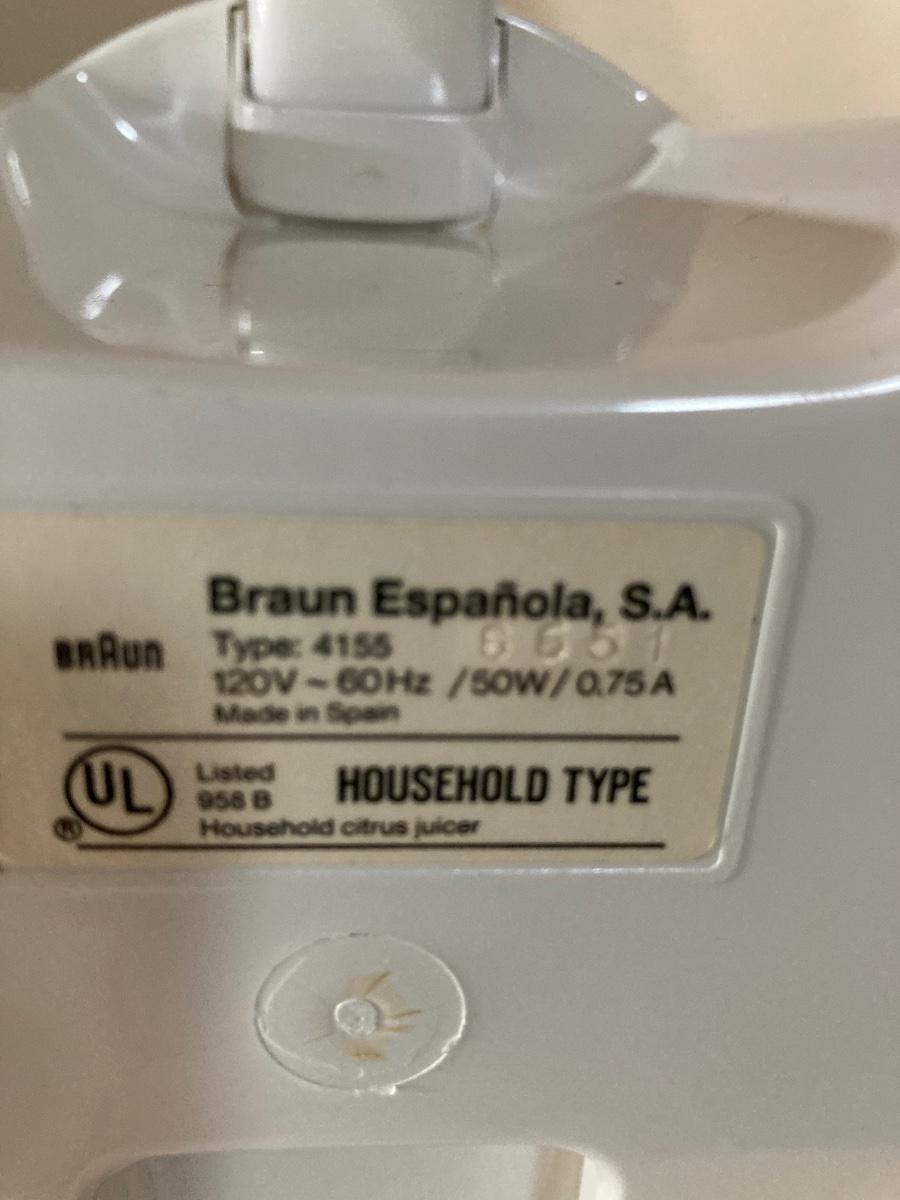 Braun Española, S.A.
BRAUN
Type: 4155
120V ~ 60Hz /50W/ 0.75A
Made in Spain
UL
®
Listed
958 B
HOUSEHOLD TYPE
Household citrus juicer